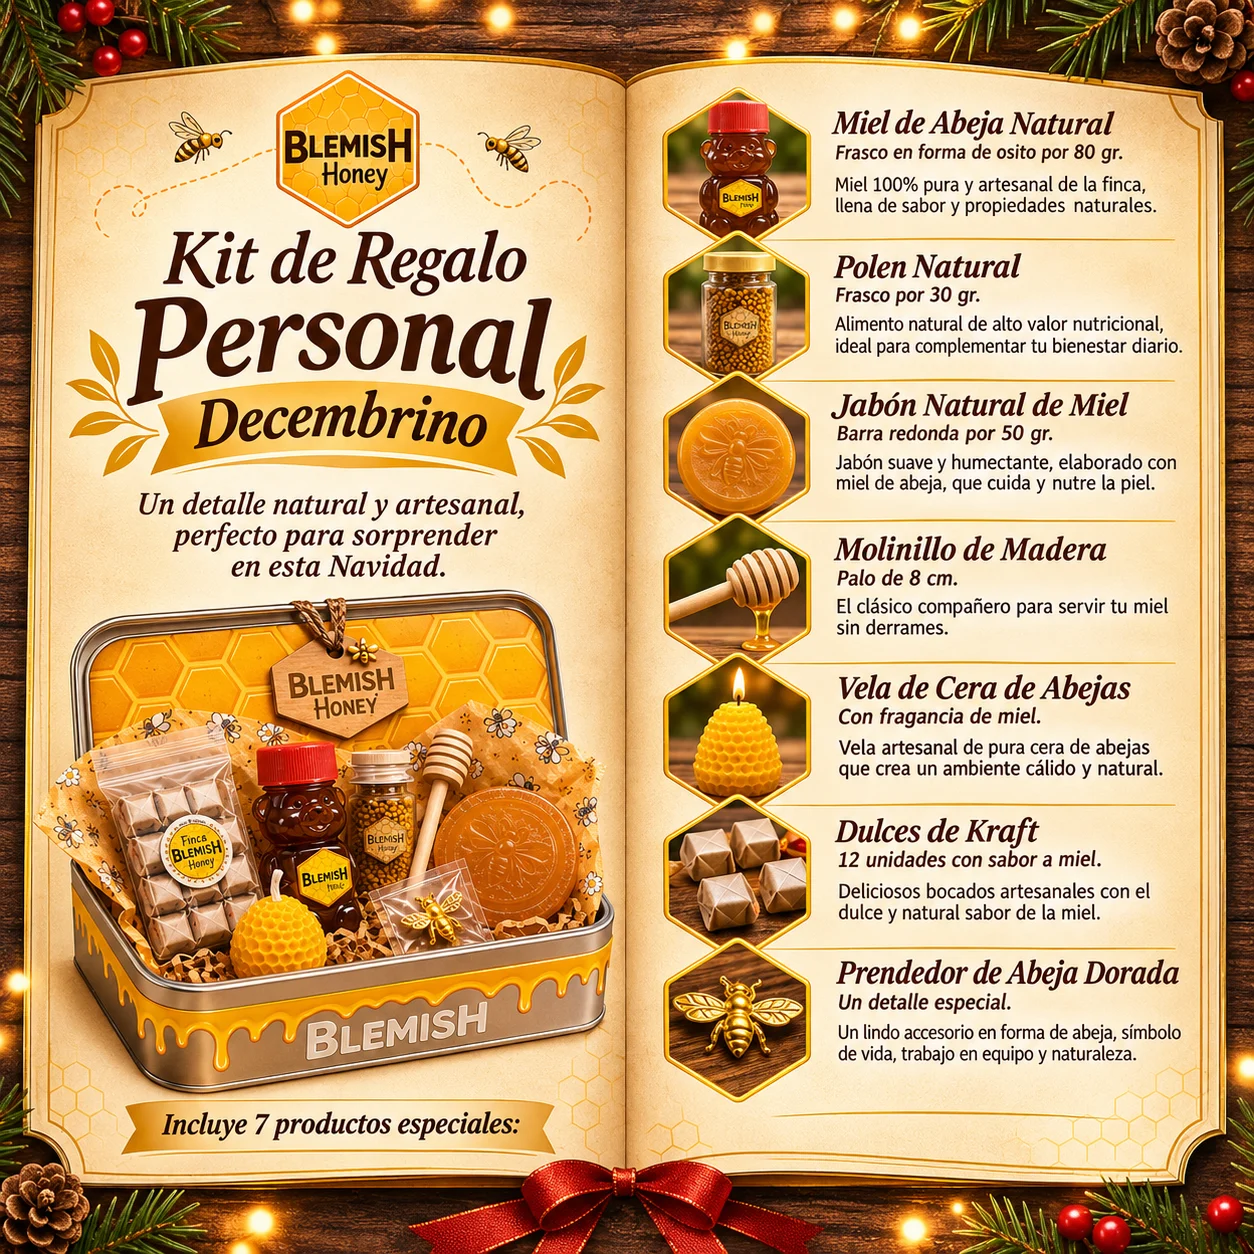 BLEMISH
Honey
Kit de Regalo
Personal
Decembrino
Un detalle natural y artesanal,
perfecto para sorprender
en esta Navidad.
BLEMISH
HONEY
Finca
BLEMISH
Honey
BLEMISH
BLEMISH
Honey
BLEMISH
Incluye 7 productos especiales:
BLEMISH
Miel de Abeja Natural
Frasco en forma de osito por 80 gr.
Miel 100% pura y artesanal de la finca,
llena de sabor y propiedades naturales.
BLEMISH
Honey
Polen Natural
Frasco por 30 gr.
Alimento natural de alto valor nutricional,
ideal para complementar tu bienestar diario.
Jabón Natural de Miel
Barra redonda por 50 gr.
Jabón suave y humectante, elaborado con
miel de abeja, que cuida y nutre la piel.
Molinillo de Madera
Palo de 8 cm.
El clásico compañero para servir tu miel
sin derrames.
Vela de Cera de Abejas
Con fragancia de miel.
Vela artesanal de pura cera de abejas
que crea un ambiente cálido y natural.
Dulces de Kraft
12 unidades con sabor a miel.
Deliciosos bocados artesanales con el
dulce y natural sabor de la miel.
Prendedor de Abeja Dorada
Un detalle especial.
Un lindo accesorio en forma de abeja, símbolo
de vida, trabajo en equipo y naturaleza.